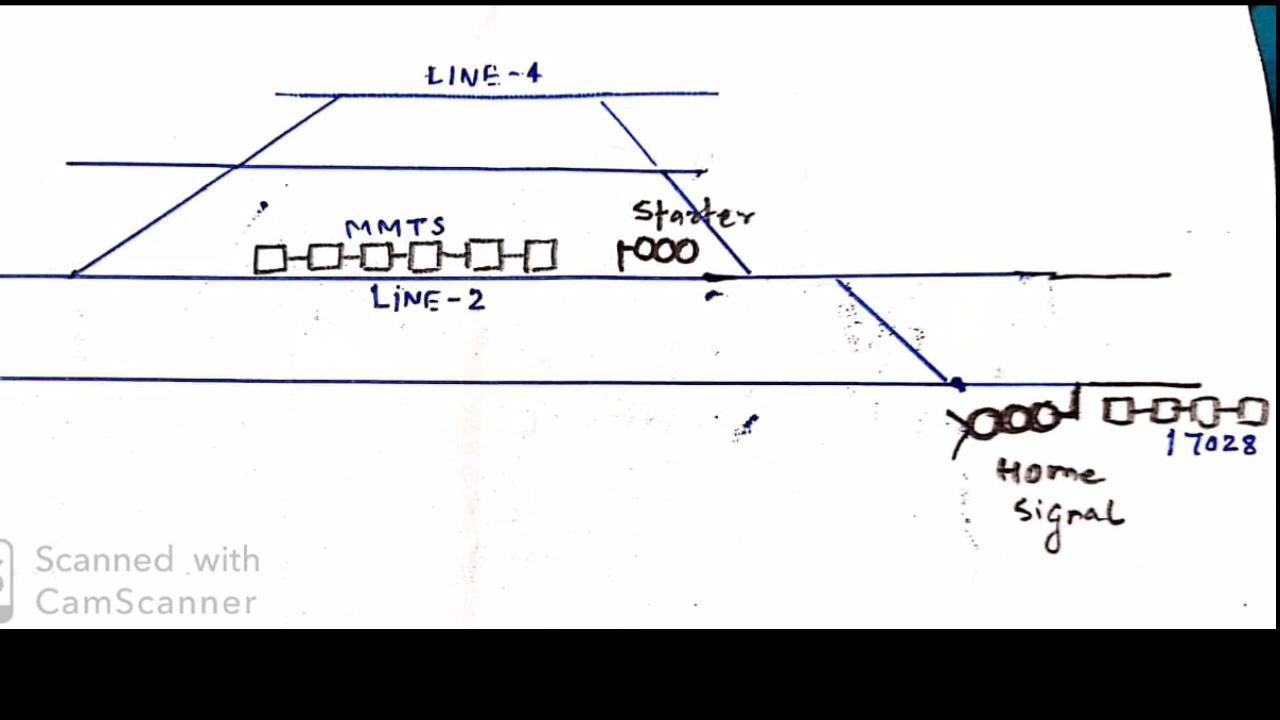 LINE-4
MMTS
Starter
LINE-2
17028
Home
Signal
Scanned with
CamScanner